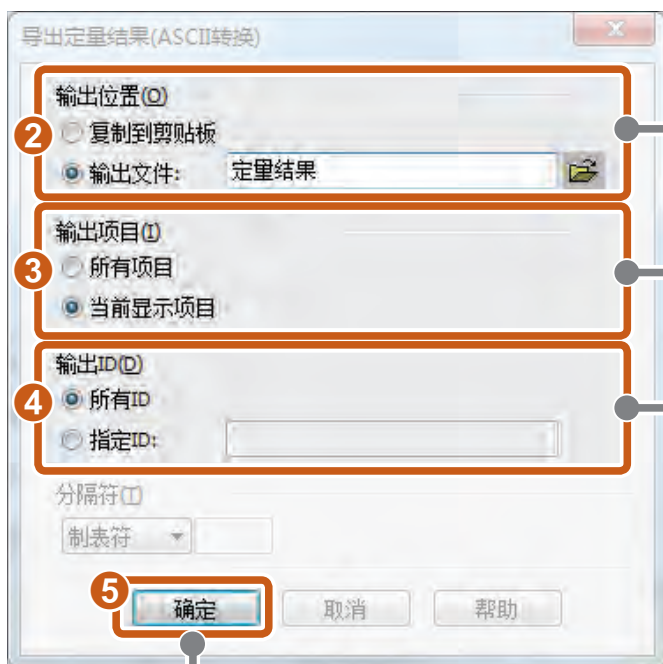 导出定量结果(ASCII转换)
输出位置(O)
2
复制到剪贴板
输出文件: 定里结果
输出项目(I)
3
所有项目
当前显示项目
输出ID(D)
4
所有ID
指定ID:
分隔符(T)
制表符
5
确定 取消 帮助